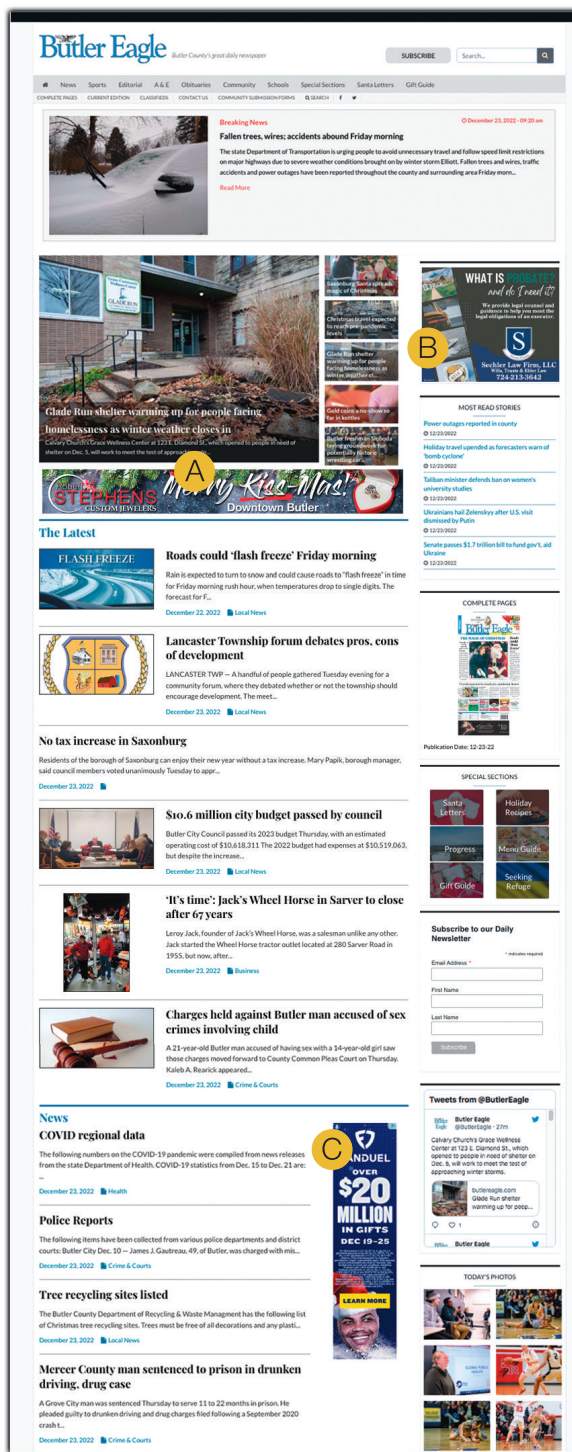 Butler Eagle
Butler County's great daily newspaper
SUBSCRIBE
Search...
News Sports Editorial A & E Obituaries Community Schools Special Sections Santa Letters Gift Guide
COMPLETE PAGES CURRENT EDITION CLASSIFIEDS CONTACT US COMMUNITY SUBMISSION FORMS SEARCH
Breaking News
December 23, 2022 - 09:20 am
Fallen trees, wires; accidents abound Friday morning
The state Department of Transportation is urging people to avoid unnecessary travel and follow speed limit restrictions
on major highways due to severe weather conditions brought on by winter storm Elliott. Fallen trees and wires, traffic
accidents and power outages have been reported throughout the county and surrounding area Friday morn...
Read More
GLADE RUN
Glade Run shelter warming up for people facing
homelessness as winter weather closes in
Calvary Church's Grace Wellness Center at 123 E. Diamond St., which opened to people in need of
shelter on Dec. 5, will work to meet the test of approaching
Saxonburg Santa spreads
magic of Christmas
Christmas travel expected
to reach pre-pandemic
levels
Glade Run shelter
warming up for people
facing homelessness as
winter weather cl...
Gold coins a no-show so
far in kettles
Butler freshman Sloboda
laying groundwork for
potentially historic
wrestling car...
A
STEPHENS
CUSTOM JEWELERS
Merry Kiss-Mas!
Downtown Butler
WHAT IS PROBATE?
and do I need it?
We provide legal counsel and
guidance to help you meet the
legal obligations of an executor.
B
S
Sechler Law Firm, LLC
Wills, Trusts & Elder Law
724-213-3642
MOST READ STORIES
Power outages reported in county
12/23/2022
Holiday travel upended as forecasters warn of
'bomb cyclone'
12/23/2022
Taliban minister defends ban on women's
university studies
12/23/2022
Ukrainians hail Zelenskyy after U.S. visit
dismissed by Putin
12/23/2022
Senate passes $1.7 trillion bill to fund gov't, aid
Ukraine
12/23/2022
The Latest
FLASH FREEZE
Roads could ‘flash freeze’ Friday morning
Rain is expected to turn to snow and could cause roads to “flash freeze” in time
for Friday morning rush hour, when temperatures drop to single digits. The
forecast for F...
December 22, 2022 Local News
Lancaster Township forum debates pros, cons
of development
LANCASTER TWP — A handful of people gathered Tuesday evening for a
community forum, where they debated whether or not the township should
encourage development. The meet...
December 23, 2022 Local News
No tax increase in Saxonburg
Residents of the borough of Saxonburg can enjoy their new year without a tax increase. Mary Papik, borough manager,
said council members voted unanimously Tuesday to appr...
December 23, 2022
$10.6 million city budget passed by council
Butler City Council passed its 2023 budget Thursday, with an estimated
operating cost of $10,618,311 The 2022 budget had expenses at $10,519,063,
but despite the increase...
December 23, 2022 Local News
‘It’s time’: Jack’s Wheel Horse in Sarver to close
after 67 years
Leroy Jack, founder of Jack’s Wheel Horse, was a salesman unlike any other.
Jack started the Wheel Horse tractor outlet located at 280 Sarver Road in
1955, but now, after...
December 23, 2022 Business
Charges held against Butler man accused of sex
crimes involving child
A 21-year-old Butler man accused of having sex with a 14-year-old girl saw
those charges moved forward to County Common Pleas Court on Thursday.
Kaleb A. Rearick appeared...
December 23, 2022 Crime & Courts
COMPLETE PAGES
Butler Eagle
Publication Date: 12-23-22
SPECIAL SECTIONS
Santa
Letters
Holiday
Recipes
Progress
Menu Guide
Gift Guide
Seeking
Refuge
Subscribe to our Daily
Newsletter
* indicates required
Email Address *
First Name
Last Name
Subscribe
News
COVID regional data
The following numbers on the COVID-19 pandemic were compiled from news releases
from the state Department of Health. COVID-19 statistics from Dec. 15 to Dec. 21 are:
...
December 23, 2022 Health
Police Reports
The following items have been collected from various police departments and district
courts: Butler City Dec. 10 — James J. Gautreau, 49, of Butler, was charged with mis...
December 23, 2022 Crime & Courts
Tree recycling sites listed
The Butler County Department of Recycling & Waste Managment has the following list
of Christmas tree recycling sites. Trees must be free of all decorations and any plasti...
December 23, 2022 Local News
Mercer County man sentenced to prison in drunken
driving, drug case
A Grove City man was sentenced Thursday to serve 11 to 22 months in prison. He
pleaded guilty to drunken driving and drug charges filed following a September 2020
crash t...
December 23, 2022 Crime & Courts
C
ANDUEL
OVER
$20
MILLION
IN GIFTS
DEC 19-25
LEARN MORE
Tweets from @ButlerEagle
Butler Eagle
@ButlerEagle · 27m
Calvary Church's Grace Wellness
Center at 123 E. Diamond St., which
opened to people in need of shelter on
Dec. 5, will work to meet the test of
approaching winter storms.
butlereagle.com
Glade Run shelter
warming up for peop...
1
Butler Eagle
TODAY'S PHOTOS